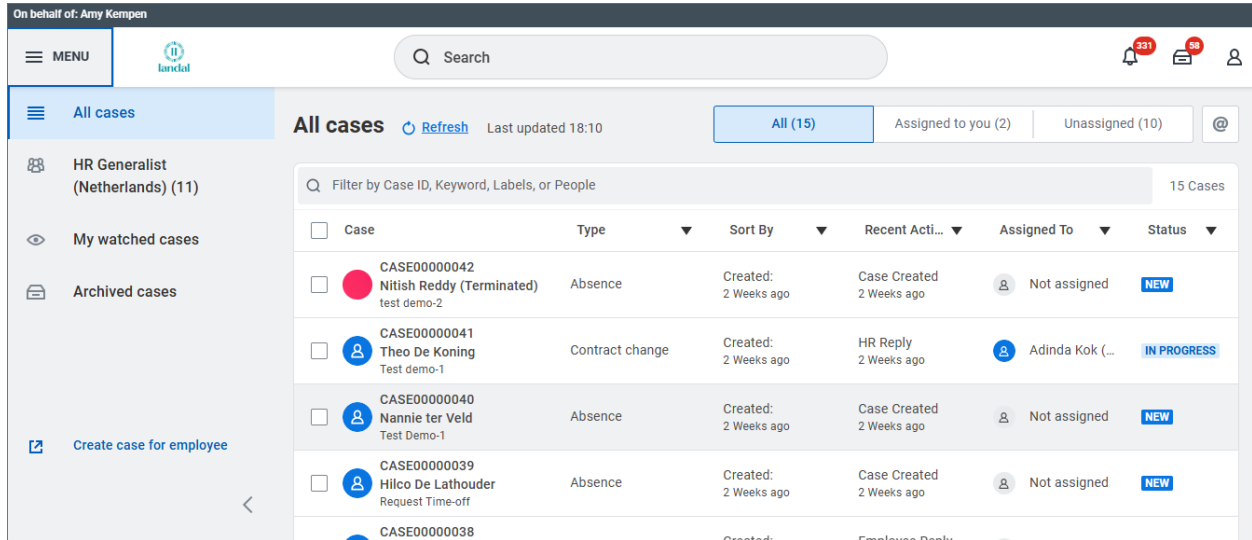 On behalf of: Amy Kempen
MENU
landal
Search
331
58
All cases
HR Generalist
(Netherlands) (11)
My watched cases
Archived cases
Create case for employee
All cases Refresh Last updated 18:10
All (15) Assigned to you (2) Unassigned (10) @
Filter by Case ID, Keyword, Labels, or People 15 Cases
Case Type Sort By Recent Acti... Assigned To Status
CASE00000042
Nitish Reddy (Terminated)
test demo-2
Absence
Created:
2 Weeks ago
Case Created
2 Weeks ago
Not assigned
NEW
CASE00000041
Theo De Koning
Test demo-1
Contract change
Created:
2 Weeks ago
HR Reply
2 Weeks ago
Adinda Kok (...
IN PROGRESS
CASE00000040
Nannie ter Veld
Test Demo-1
Absence
Created:
2 Weeks ago
Case Created
2 Weeks ago
Not assigned
NEW
CASE00000039
Hilco De Lathouder
Request Time-off
Absence
Created:
2 Weeks ago
Case Created
2 Weeks ago
Not assigned
NEW
CASE00000038
Created:
Employee Reply